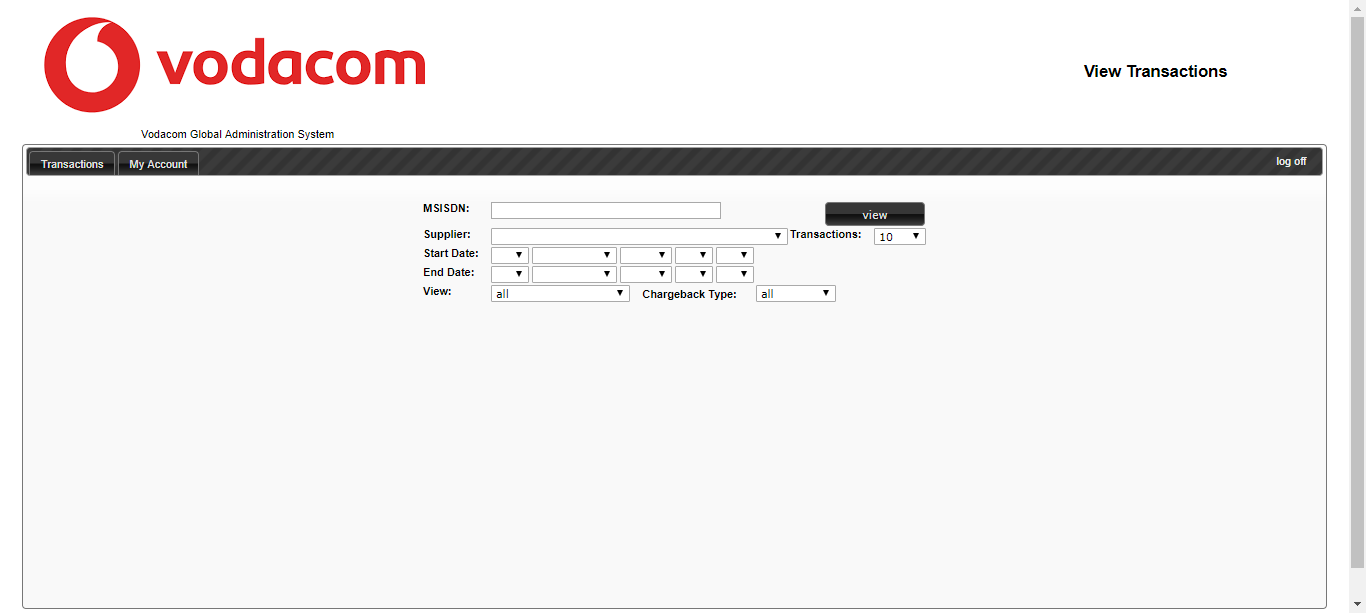 vodacom
View Transactions
Vodacom Global Administration System
Transactions My Account log off
MSISDN: view
Supplier: Transactions: 10
Start Date:
End Date:
View: all Chargeback Type: all